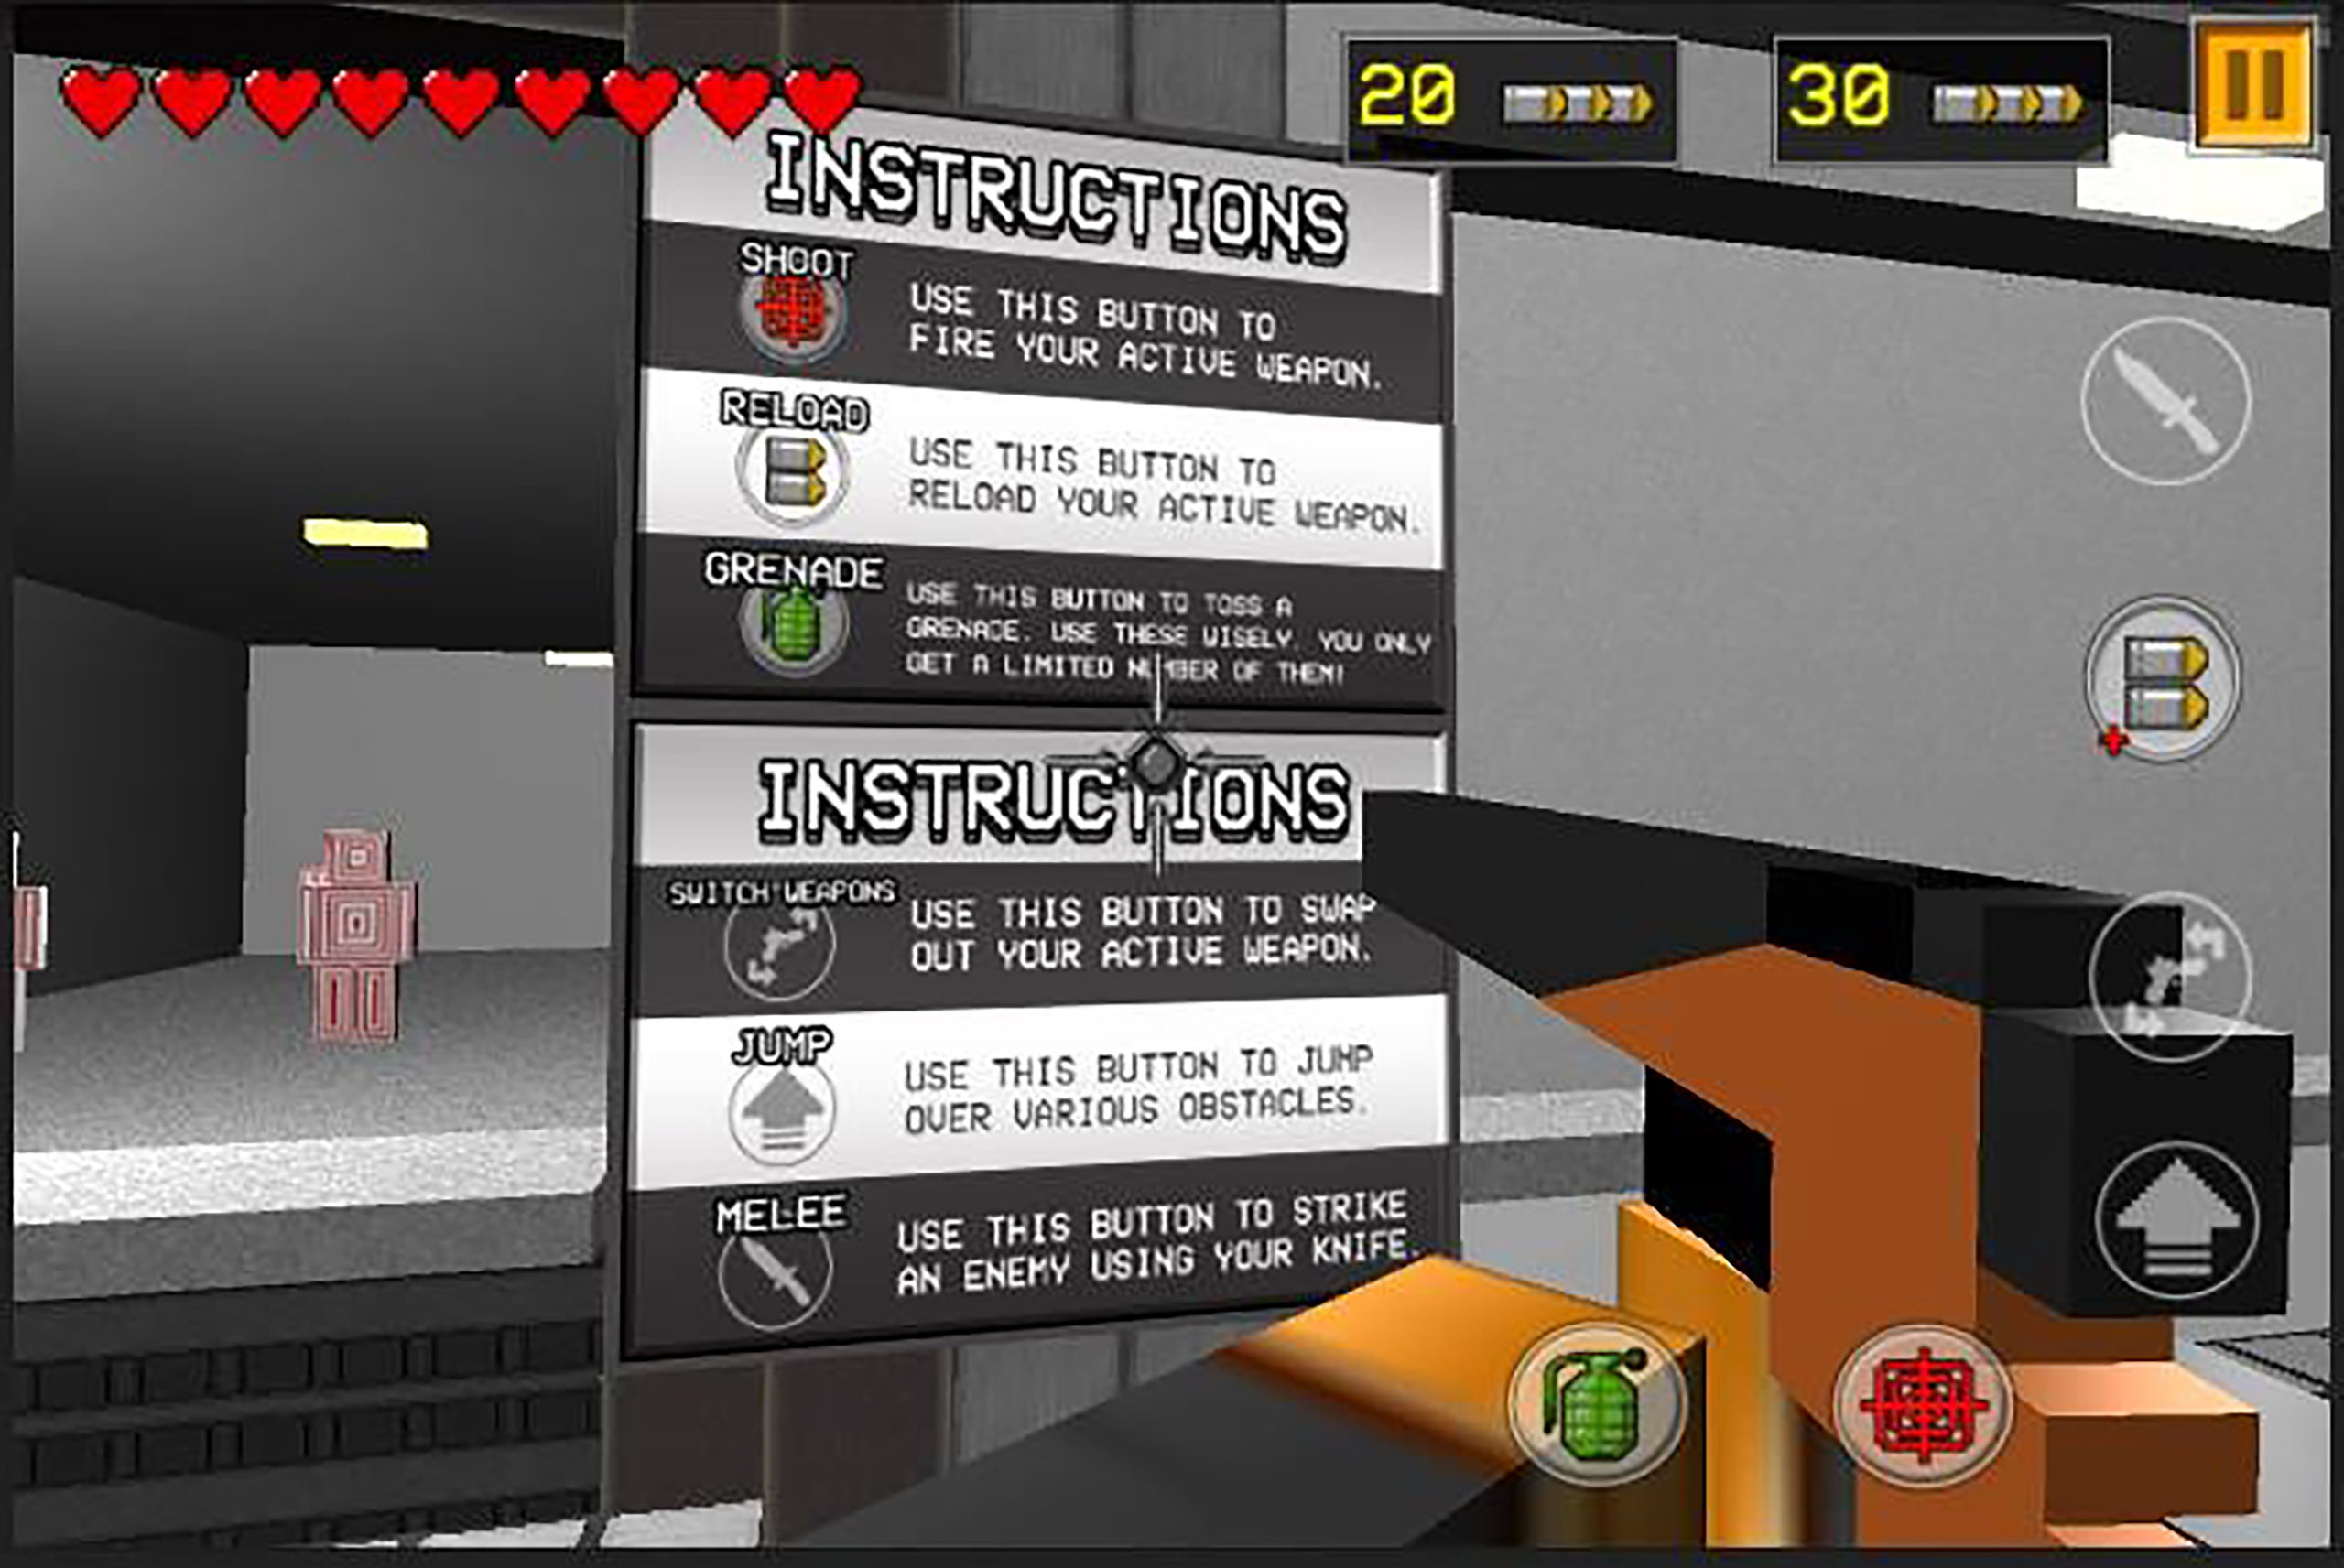 20
30
INSTRUCTIONS
SHOOT
USE THIS BUTTON TO
FIRE YOUR ACTIVE WEAPON.
RELOAD
USE THIS BUTTON TO
RELOAD YOUR ACTIVE WEAPON.
GRENADE
USE THIS BUTTON TO TOSS A
GRENADE. USE THESE WISELY. YOU ONLY
GET A LIMITED NUMBER OF THEM!
INSTRUCTIONS
SWITCH WEAPONS
USE THIS BUTTON TO SWAP
OUT YOUR ACTIVE WEAPON.
JUMP
USE THIS BUTTON TO JUMP
OVER VARIOUS OBSTACLES.
MELEE
USE THIS BUTTON TO STRIKE
AN ENEMY USING YOUR KNIFE.